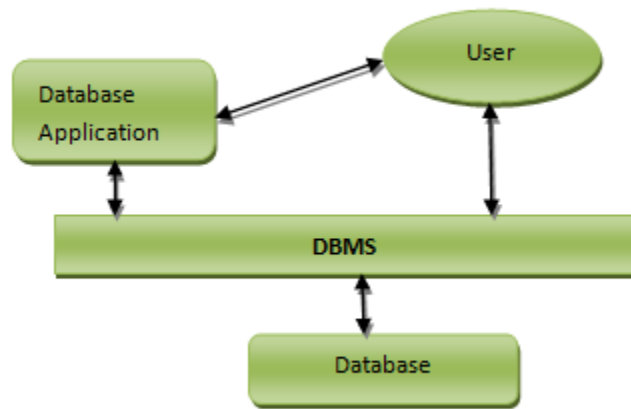 User
Database
Application
DBMS
Database